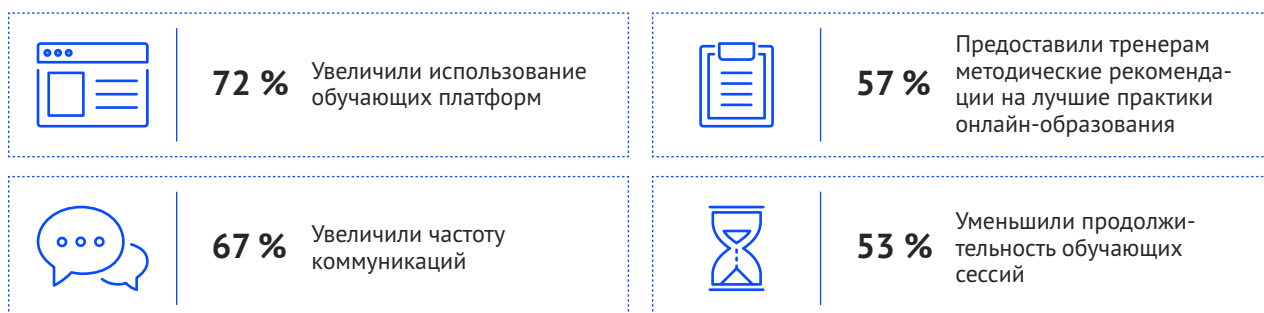 72 %
Увеличили использование
обучающих платформ
57 %
Предоставили тренерам
методические рекоменда-
ции на лучшие практики
онлайн-образования
67 %
Увеличили частоту
коммуникаций
53 %
Уменьшили продолжи-
тельность обучающих
сессий